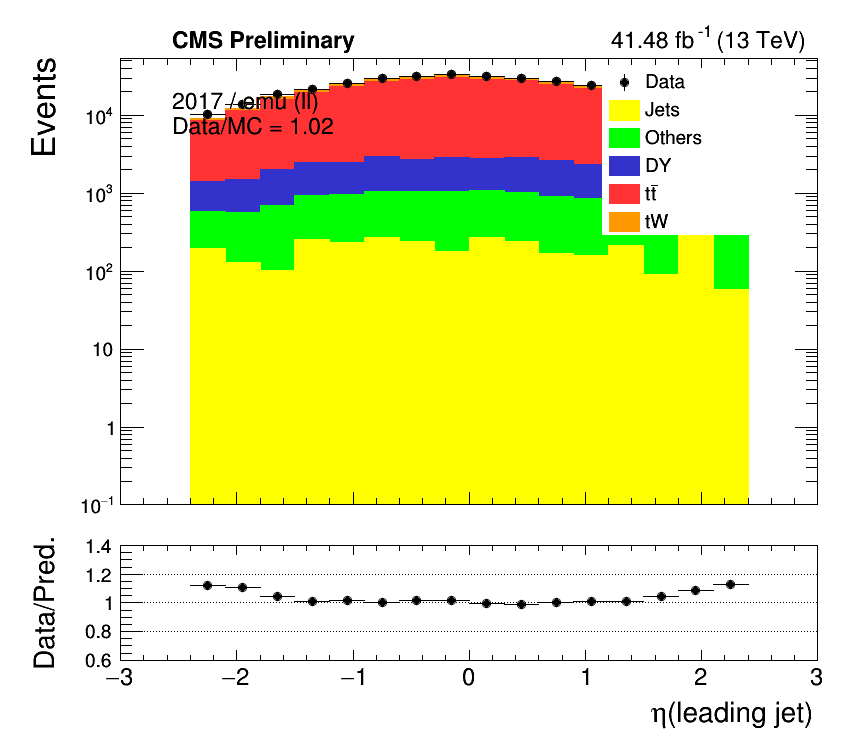 CMS Preliminary
41.48 fb⁻¹ (13 TeV)
Events
2017 / emu (II)
Data/MC = 1.02
Data
Jets
Others
DY
tt̄
tW
10⁴
10³
10²
10
1
10⁻¹
Data/Pred.
1.4
1.2
1
0.8
0.6
−3 −2 −1 0 1 2 3
η(leading jet)